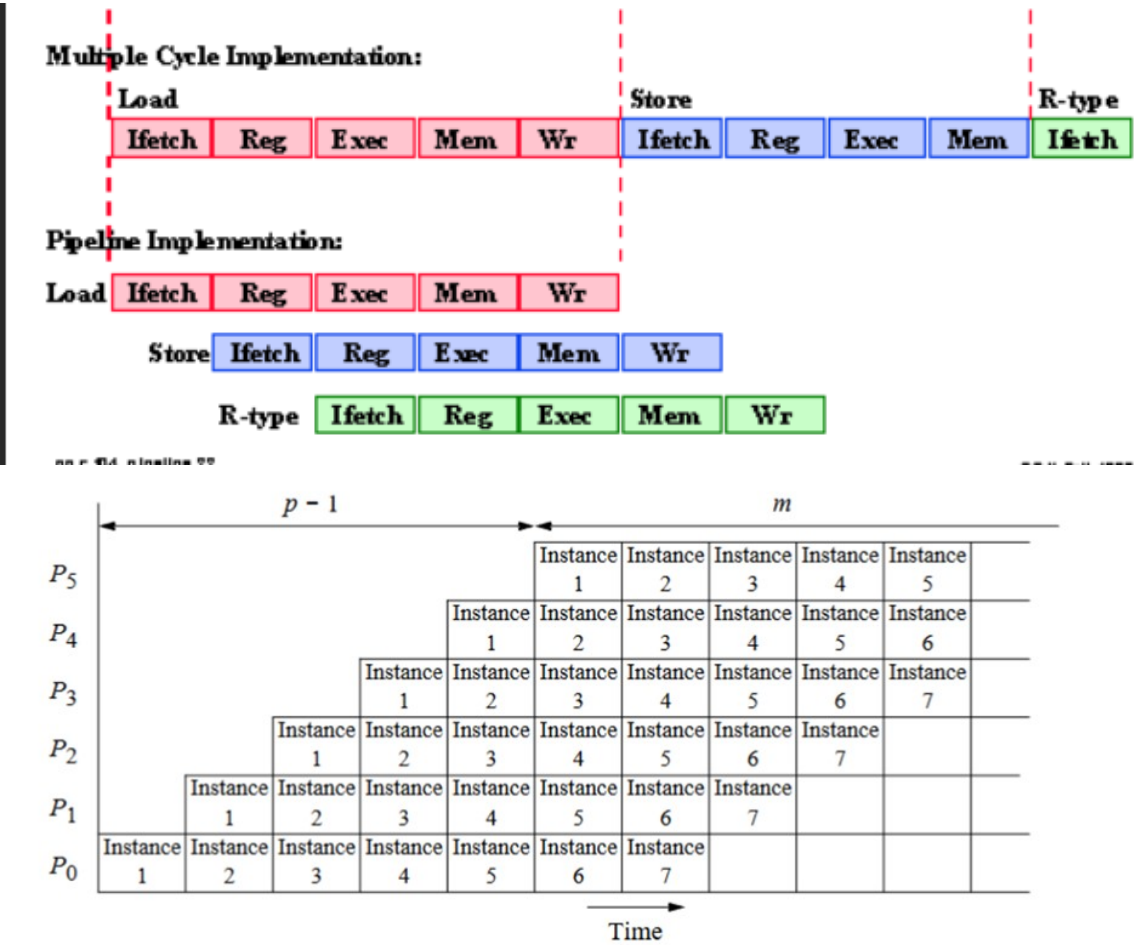 Multiple Cycle Implementation:
Load Store R-type
Ifetch Reg Exec Mem Wr Ifetch Reg Exec Mem Ifetch
Pipeline Implementation:
Load Ifetch Reg Exec Mem Wr
Store Ifetch Reg Exec Mem Wr
R-type Ifetch Reg Exec Mem Wr
p − 1 m
P5 Instance 1 Instance 2 Instance 3 Instance 4 Instance 5
P4 Instance 1 Instance 2 Instance 3 Instance 4 Instance 5 Instance 6
P3 Instance 1 Instance 2 Instance 3 Instance 4 Instance 5 Instance 6 Instance 7
P2 Instance 1 Instance 2 Instance 3 Instance 4 Instance 5 Instance 6 Instance 7
P1 Instance 1 Instance 2 Instance 3 Instance 4 Instance 5 Instance 6 Instance 7
P0 Instance 1 Instance 2 Instance 3 Instance 4 Instance 5 Instance 6 Instance 7
Time